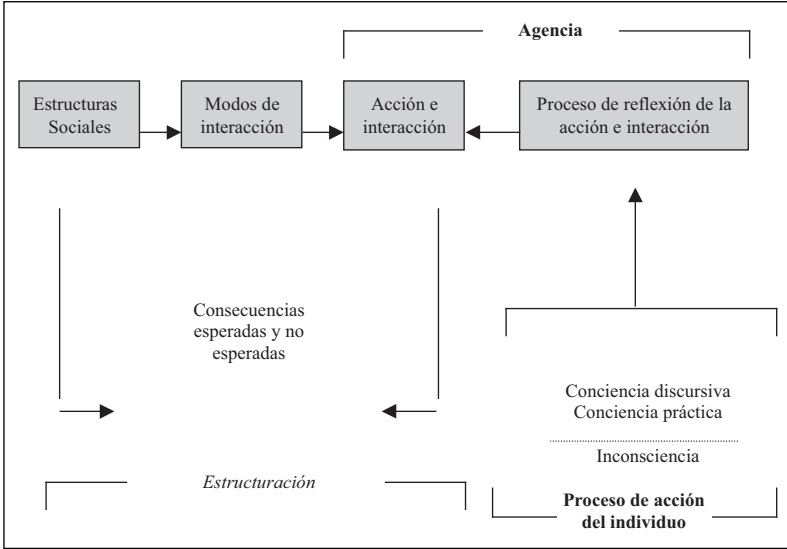 Agencia
Estructuras
Sociales
Modos de
interacción
Acción e
interacción
Proceso de reflexión de la
acción e interacción
Consecuencias
esperadas y no
esperadas
Conciencia discursiva
Conciencia práctica
Inconsciencia
Estructuración
Proceso de acción
del individuo